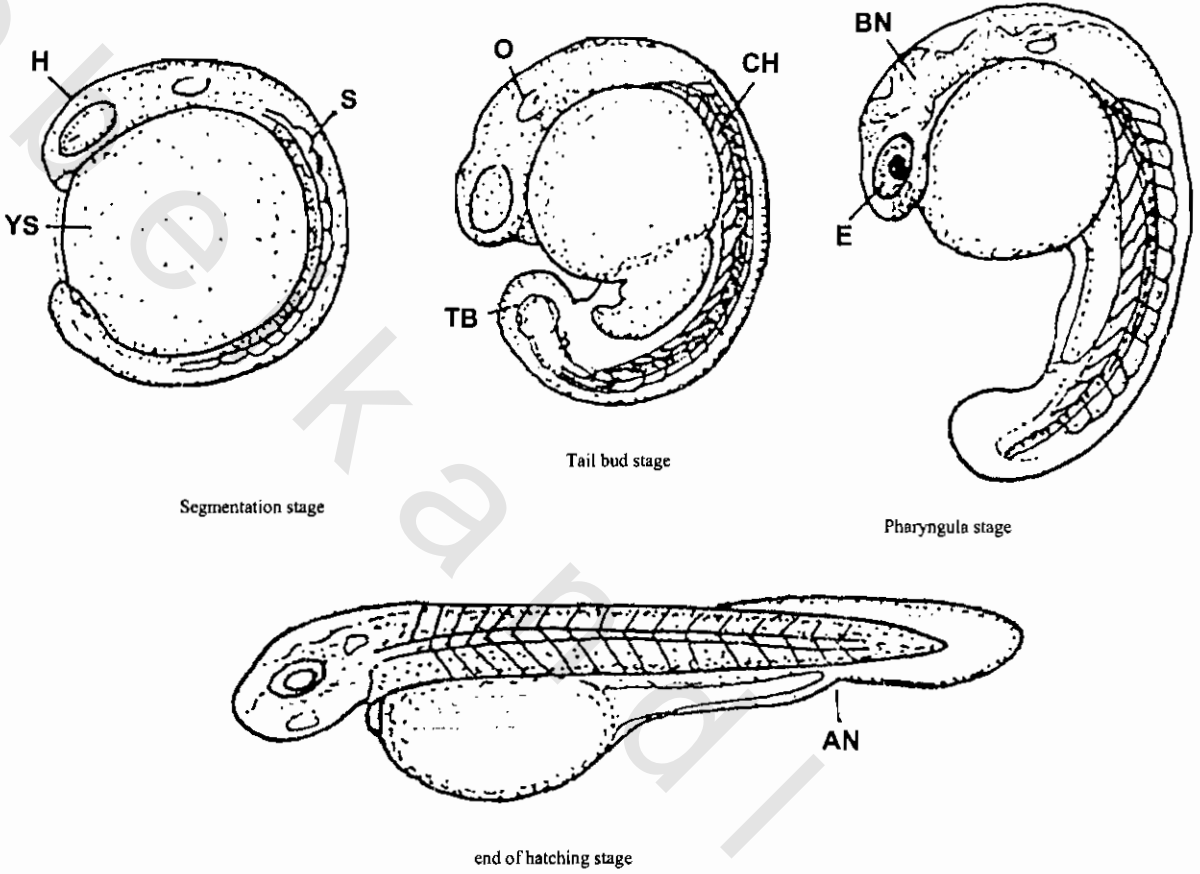 H
S
YS
Segmentation stage
O
CH
TB
Tail bud stage
BN
E
Pharyngula stage
AN
end of hatching stage